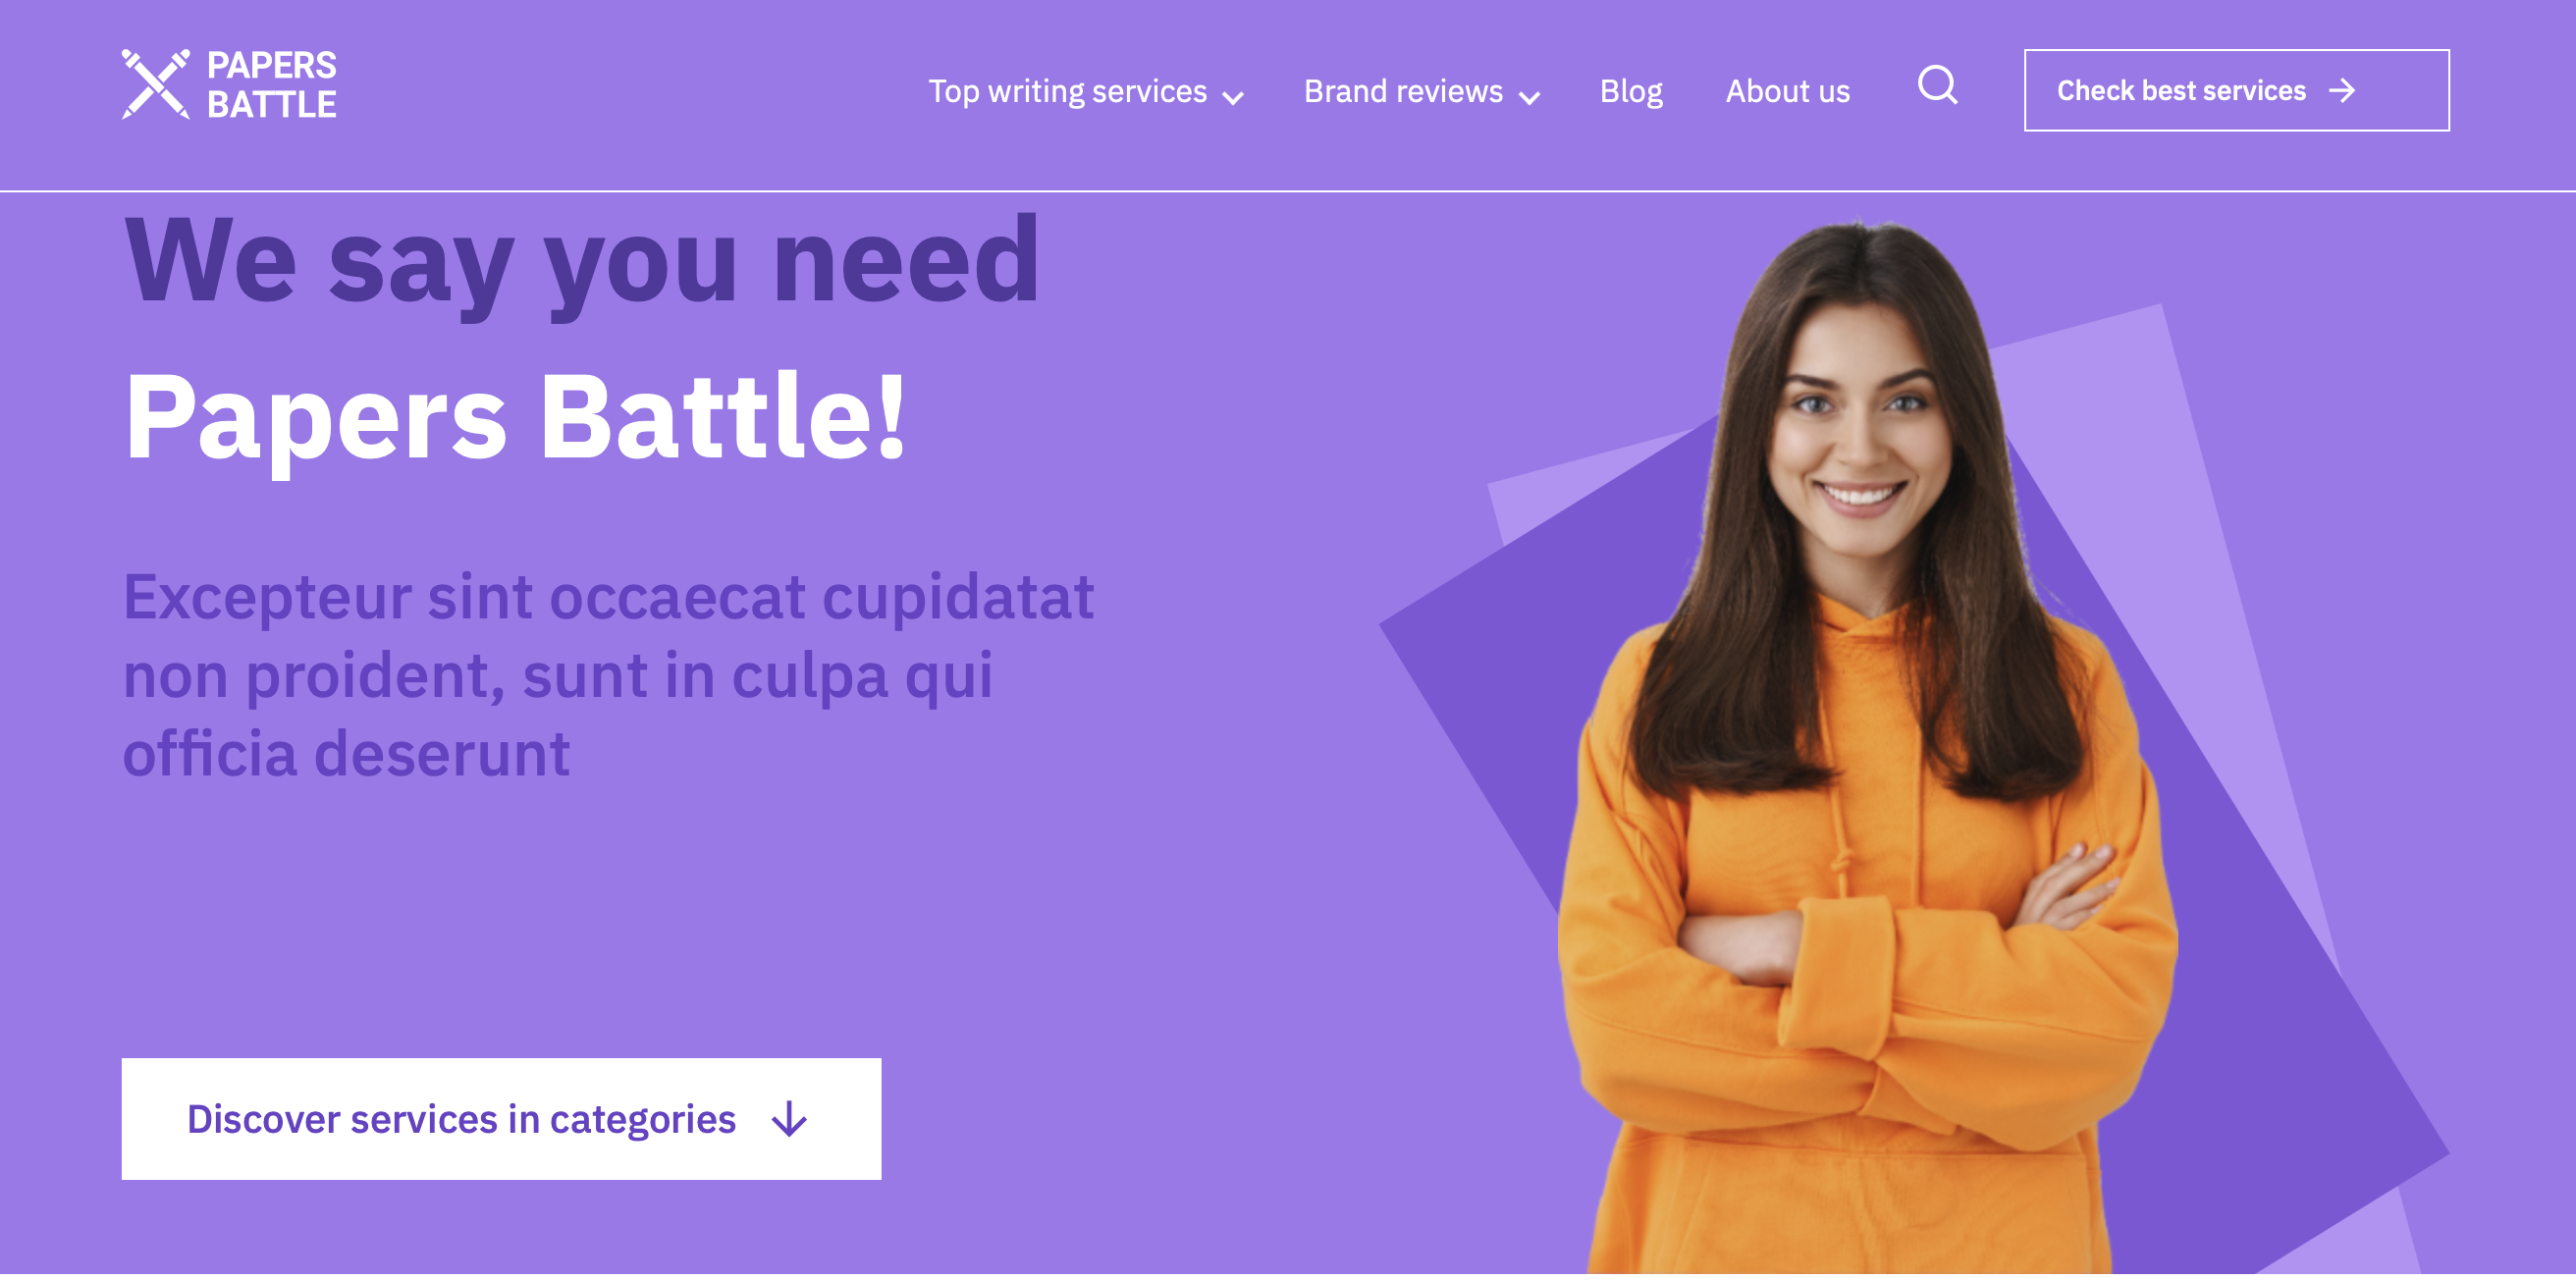 PAPERS
BATTLE
Top writing services
Brand reviews
Blog
About us
Check best services →
We say you need
Papers Battle!
Excepteur sint occaecat cupidatat
non proident, sunt in culpa qui
officia deserunt
Discover services in categories ↓